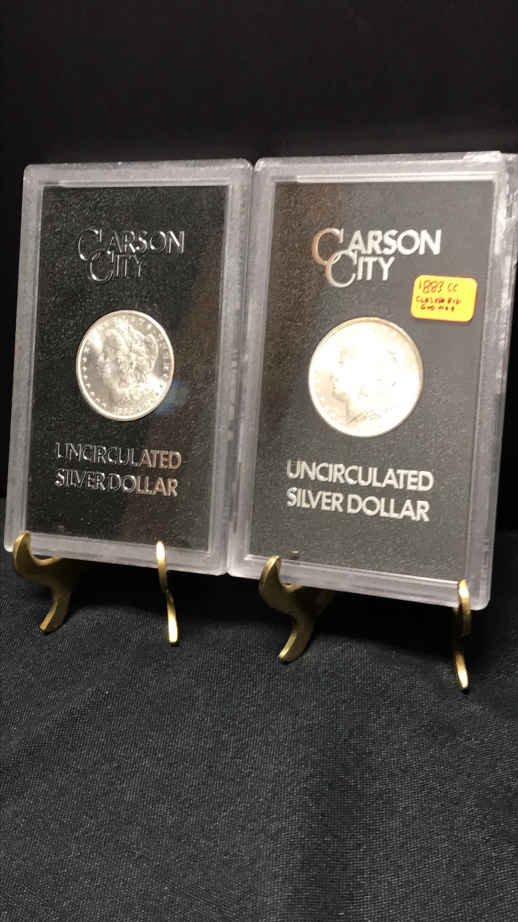 CARSON
CITY
UNCIRCULATED
SILVER DOLLAR
CARSON
CITY
1883 CC
UNCIRCULATED
SILVER DOLLAR